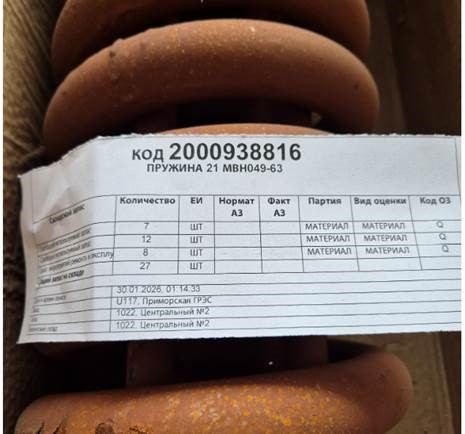 КОД 2000938816
ПРУЖИНА 21 МВН049-63
Складской запас Количество ЕИ Нормат АЗ Факт АЗ Партия Вид оценки Код ОЗ
7 ШТ МАТЕРИАЛ МАТЕРИАЛ Q
12 ШТ МАТЕРИАЛ МАТЕРИАЛ Q
8 ШТ МАТЕРИАЛ МАТЕРИАЛ Q
27 ШТ
30.01.2026, 01:14:33
U117, Приморская ГРЭС
1022, Центральный №2
1022, Центральный №2